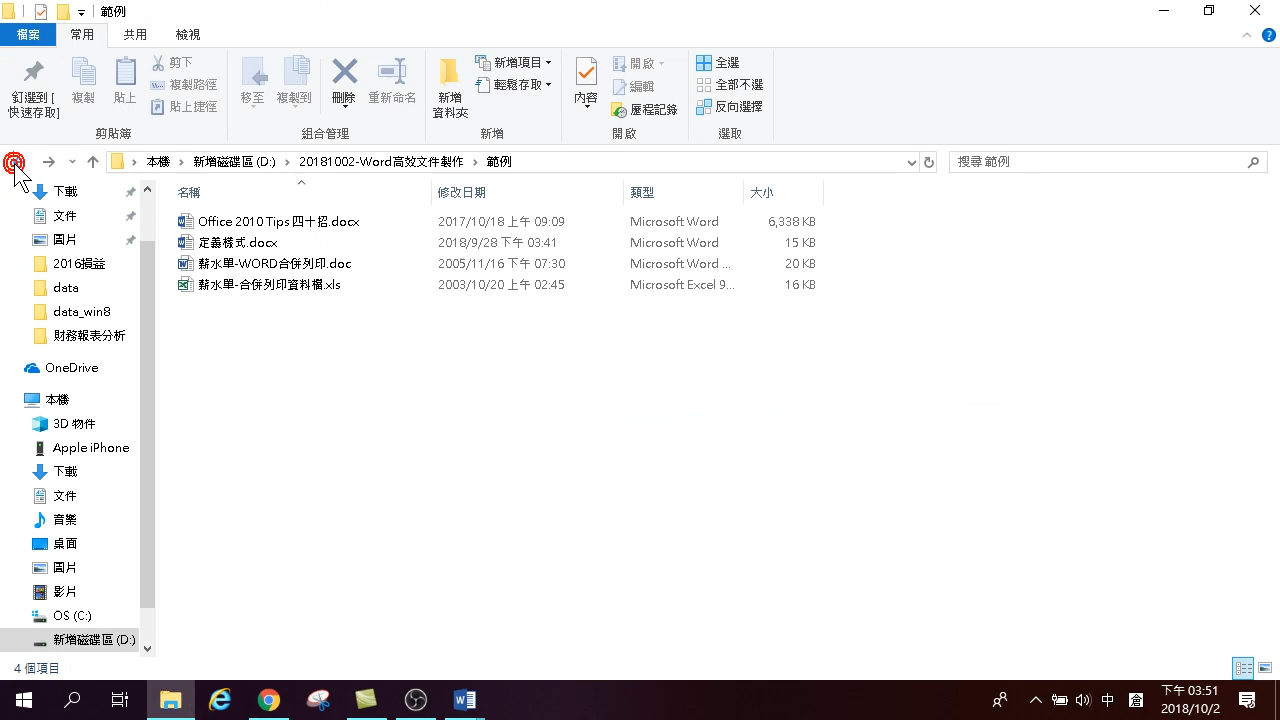 範例
檔案 常用 共用 檢視
釘選到 [
快速存取]
複製
貼上
剪下
複製路徑
貼上捷徑
剪貼簿
移至
複製到
刪除
重新命名
組合管理
新增
資料夾
新增項目
輕鬆存取
新增
內容
開啟
編輯
歷程記錄
開啟
全選
全部不選
反向選擇
選取
本機 新增磁碟區 (D:) 20181002-Word高效文件製作 範例
搜尋 範例
下載
文件
圖片
2016損益
data
data_win8
財務報表分析
OneDrive
本機
3D 物件
Apple iPhone
下載
文件
音樂
桌面
圖片
影片
OS (C:)
新增磁碟區 (D:)
名稱 修改日期 類型 大小
Office 2010 Tips 四十招.docx 2017/10/18 上午 09:09 Microsoft Word 6,338 KB
定義樣式.docx 2018/9/28 下午 03:41 Microsoft Word 15 KB
薪水單-WORD合併列印.doc 2005/11/16 下午 07:30 Microsoft Word ... 20 KB
薪水單-合併列印資料檔.xls 2003/10/20 上午 02:45 Microsoft Excel 9... 16 KB
4 個項目
中
下午 03:51
2018/10/2